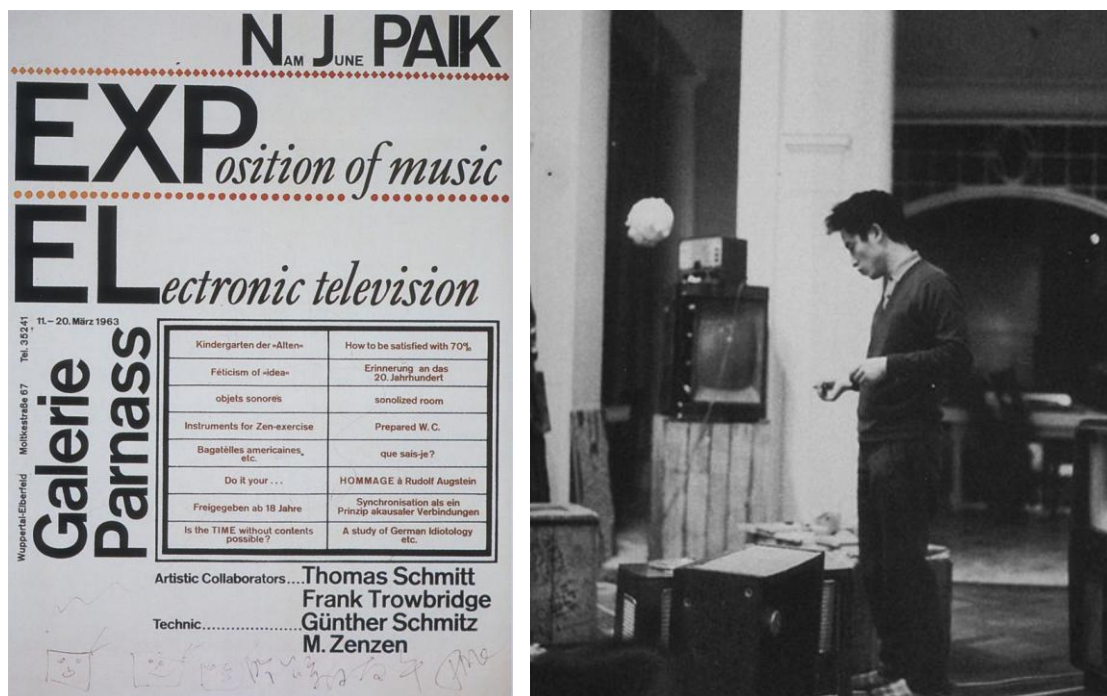 NAM JUNE PAIK
EXPosition of music
ELectronic television
11.–20. März 1963
Galerie
Parnass
Wuppertal-Elberfeld Moltkestraße 67 Tel. 35241
Kindergarten der »Alten«
How to be satisfied with 70%
Féticism of »idea«
Erinnerung an das
20. Jahrhundert
objets sonores
sonolized room
Instruments for Zen-exercise
Prepared W. C.
Bagatèlles americaines,
etc.
que sais-je?
Do it your . . .
HOMMAGE à Rudolf Augstein
Freigegeben ab 18 Jahre
Synchronisation als ein
Prinzip akausaler Verbindungen
Is the TIME without contents
possible?
A study of German Idiotology
etc.
Artistic Collaborators....Thomas Schmitt
Frank Trowbridge
Technic....................Günther Schmitz
M. Zenzen